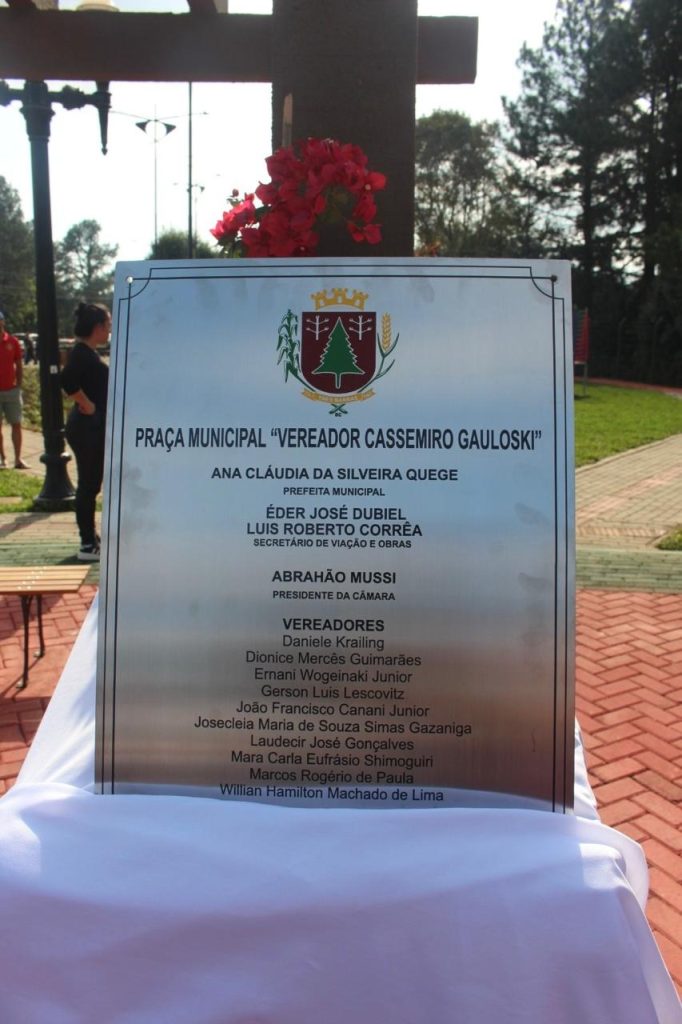 PRAÇA MUNICIPAL “VEREADOR CASSEMIRO GAULOSKI”
ANA CLÁUDIA DA SILVEIRA QUEGE
PREFEITA MUNICIPAL
ÉDER JOSÉ DUBIEL
LUIS ROBERTO CORRÊA
SECRETÁRIO DE VIAÇÃO E OBRAS
ABRAHÃO MUSSI
PRESIDENTE DA CÂMARA
VEREADORES
Daniele Krailing
Dionice Mercês Guimarães
Ernani Wogeinaki Junior
Gerson Luis Lescovitz
João Francisco Canani Junior
Josecleia Maria de Souza Simas Gazaniga
Laudecir José Gonçalves
Mara Carla Eufrásio Shimoguiri
Marcos Rogério de Paula
Willian Hamilton Machado de Lima